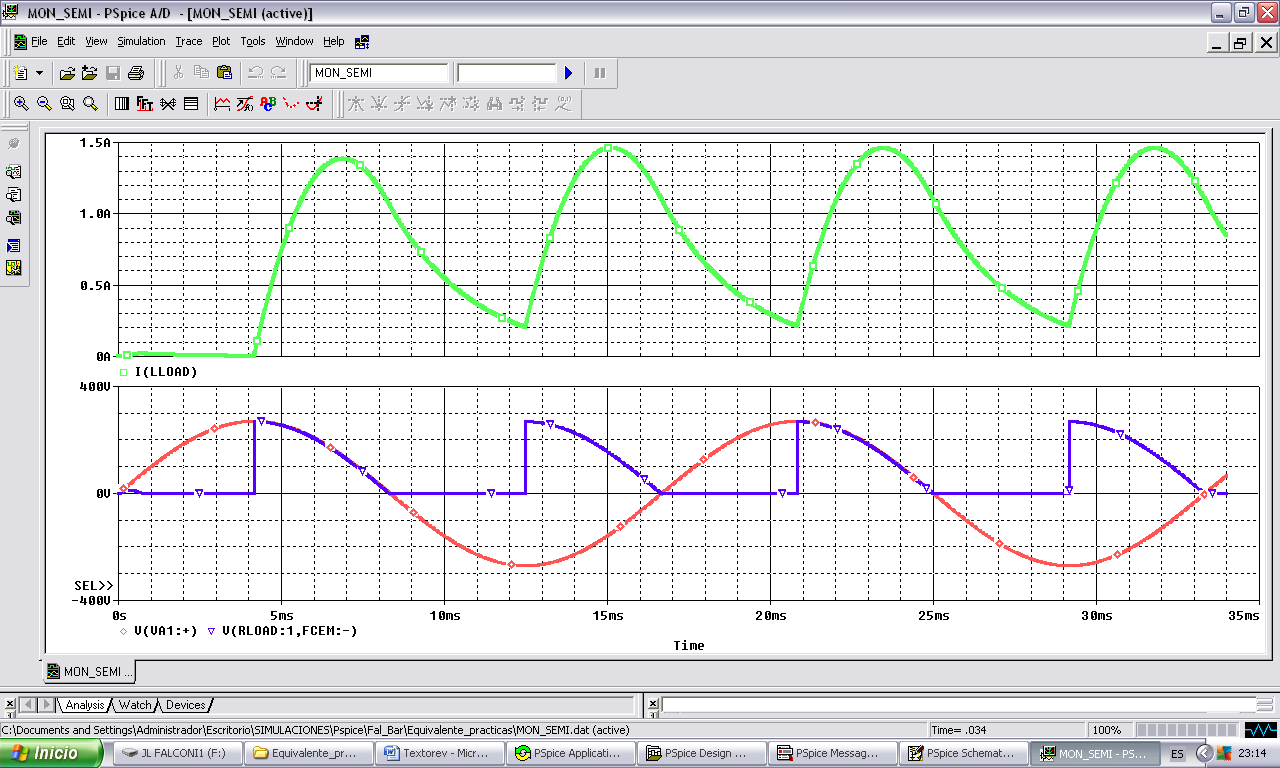 MON_SEMI - PSpice A/D - [MON_SEMI (active)]
File Edit View Simulation Trace Plot Tools Window Help
MON_SEMI
FFT
ABC
1.5A
1.0A
0.5A
0A
I(LLOAD)
400V
0V
SEL>>
-400V
0s 5ms 10ms 15ms 20ms 25ms 30ms 35ms
V(VA1:+) V(RLOAD:1,FCEM:-)
Time
MON_SEMI ...
Analysis Watch Devices
C:\Documents and Settings\Administrador\Escritorio\SIMULACIONES\Pspice\Fal_Bar\Equivalente_practicas\MON_SEMI.dat (active) Time= .034 100%
Inicio JL FALCONI1 (F:) Equivalente_pr... Textorev - Micr... PSpice Applicati... PSpice Design ... PSpice Messag... PSpice Schemat... MON_SEMI - PS... ES 23:14